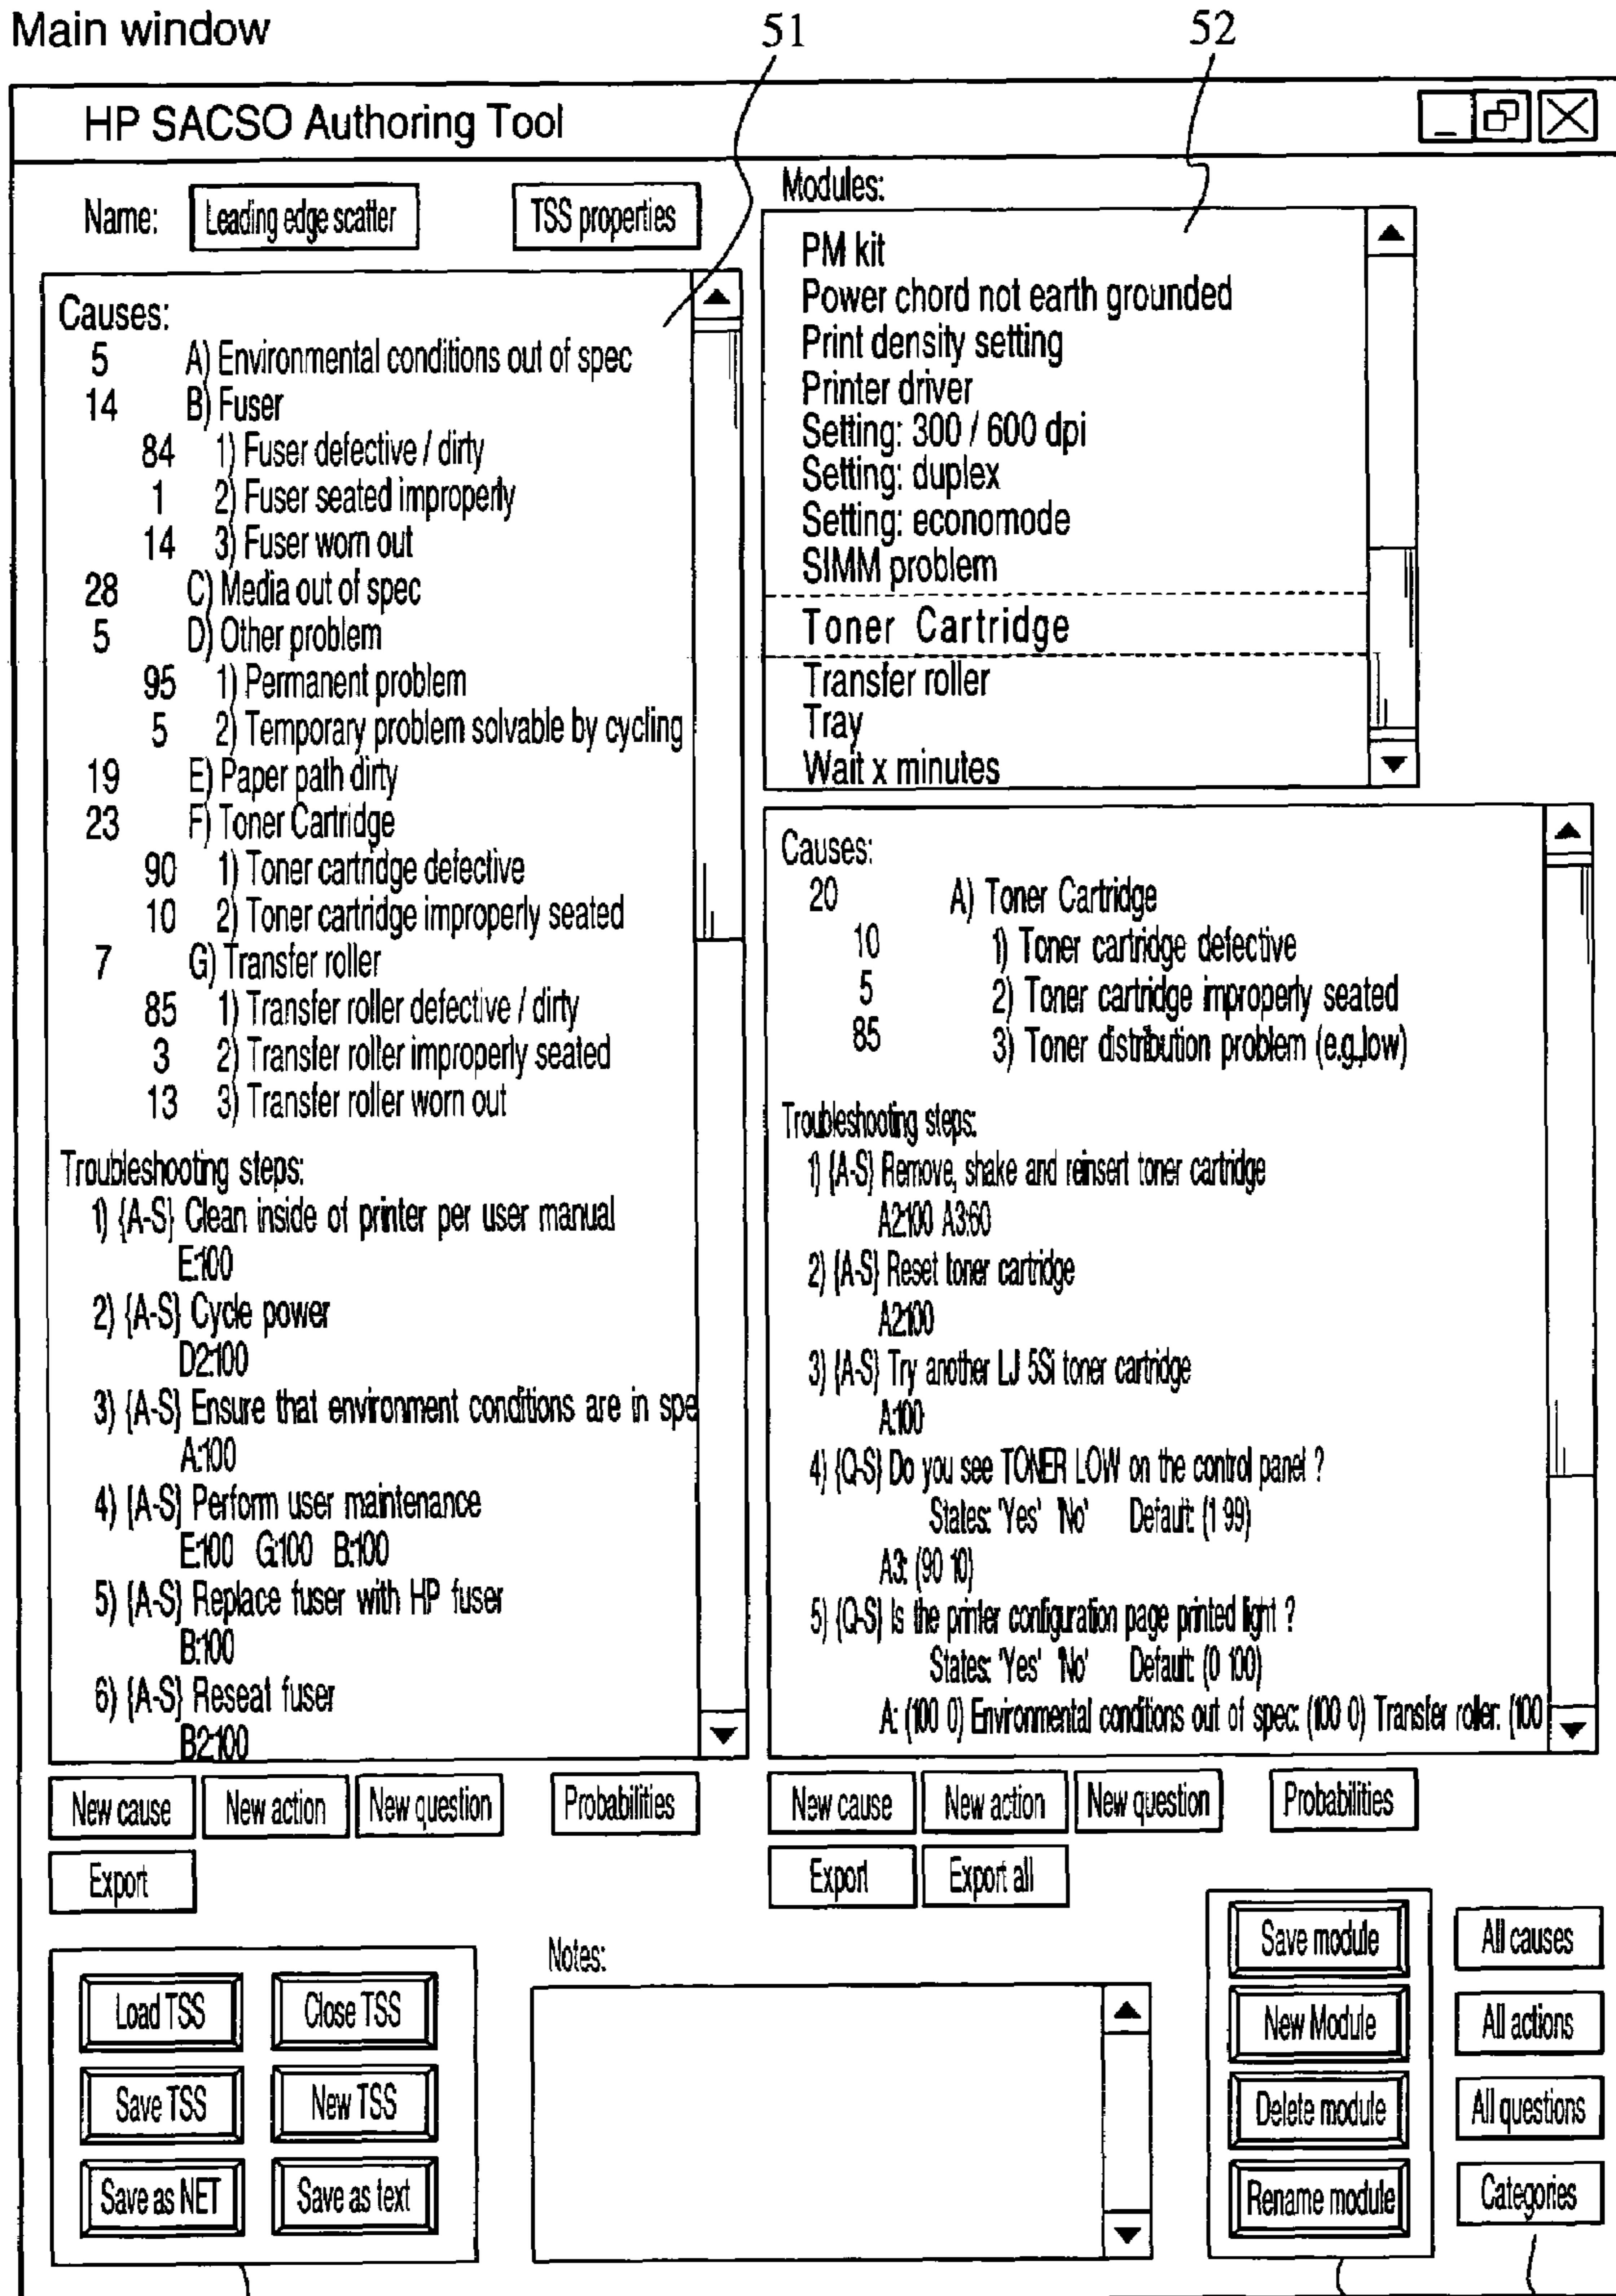 Main window
51
52
HP SACSO Authoring Tool
Name: Leading edge scatter TSS properties
Causes:
5 A) Environmental conditions out of spec
14 B) Fuser
84 1) Fuser defective / dirty
1 2) Fuser seated improperly
14 3) Fuser worn out
28 C) Media out of spec
5 D) Other problem
95 1) Permanent problem
5 2) Temporary problem solvable by cycling
19 E) Paper path dirty
23 F) Toner Cartridge
90 1) Toner cartridge defective
10 2) Toner cartridge improperly seated
7 G) Transfer roller
85 1) Transfer roller defective / dirty
3 2) Transfer roller improperly seated
13 3) Transfer roller worn out
Troubleshooting steps:
1) {A-S} Clean inside of printer per user manual
E:100
2) {A-S} Cycle power
D2:100
3) {A-S} Ensure that environment conditions are in spe
A:100
4) {A-S} Perform user maintenance
E:100 G:100 B:100
5) {A-S} Replace fuser with HP fuser
B:100
6) {A-S} Reseat fuser
B2:100
New cause New action New question Probabilities
Export
Load TSS Close TSS
Save TSS New TSS
Save as NET Save as text
Modules:
PM kit
Power chord not earth grounded
Print density setting
Printer driver
Setting: 300 / 600 dpi
Setting: duplex
Setting: economode
SIMM problem
Toner Cartridge
Transfer roller
Tray
Wait x minutes
Causes:
20 A) Toner Cartridge
10 1) Toner cartridge defective
5 2) Toner cartridge improperly seated
85 3) Toner distribution problem (e.g.,low)
Troubleshooting steps:
1) {A-S} Remove, shake and reinsert toner cartridge
A2:100 A3:60
2) {A-S} Reset toner cartridge
A2:100
3) {A-S} Try another LJ 5Si toner cartridge
A:100
4) {Q-S} Do you see TONER LOW on the control panel ?
States: 'Yes' 'No' Default: (1 99)
A3: (90 10)
5) {Q-S} Is the printer configuration page printed light ?
States: 'Yes' 'No' Default: (0 100)
A: (100 0) Environmental conditions out of spec: (100 0) Transfer roller: (100
New cause New action New question Probabilities
Export Export all
Notes:
Save module
New Module
Delete module
Rename module
All causes
All actions
All questions
Categories